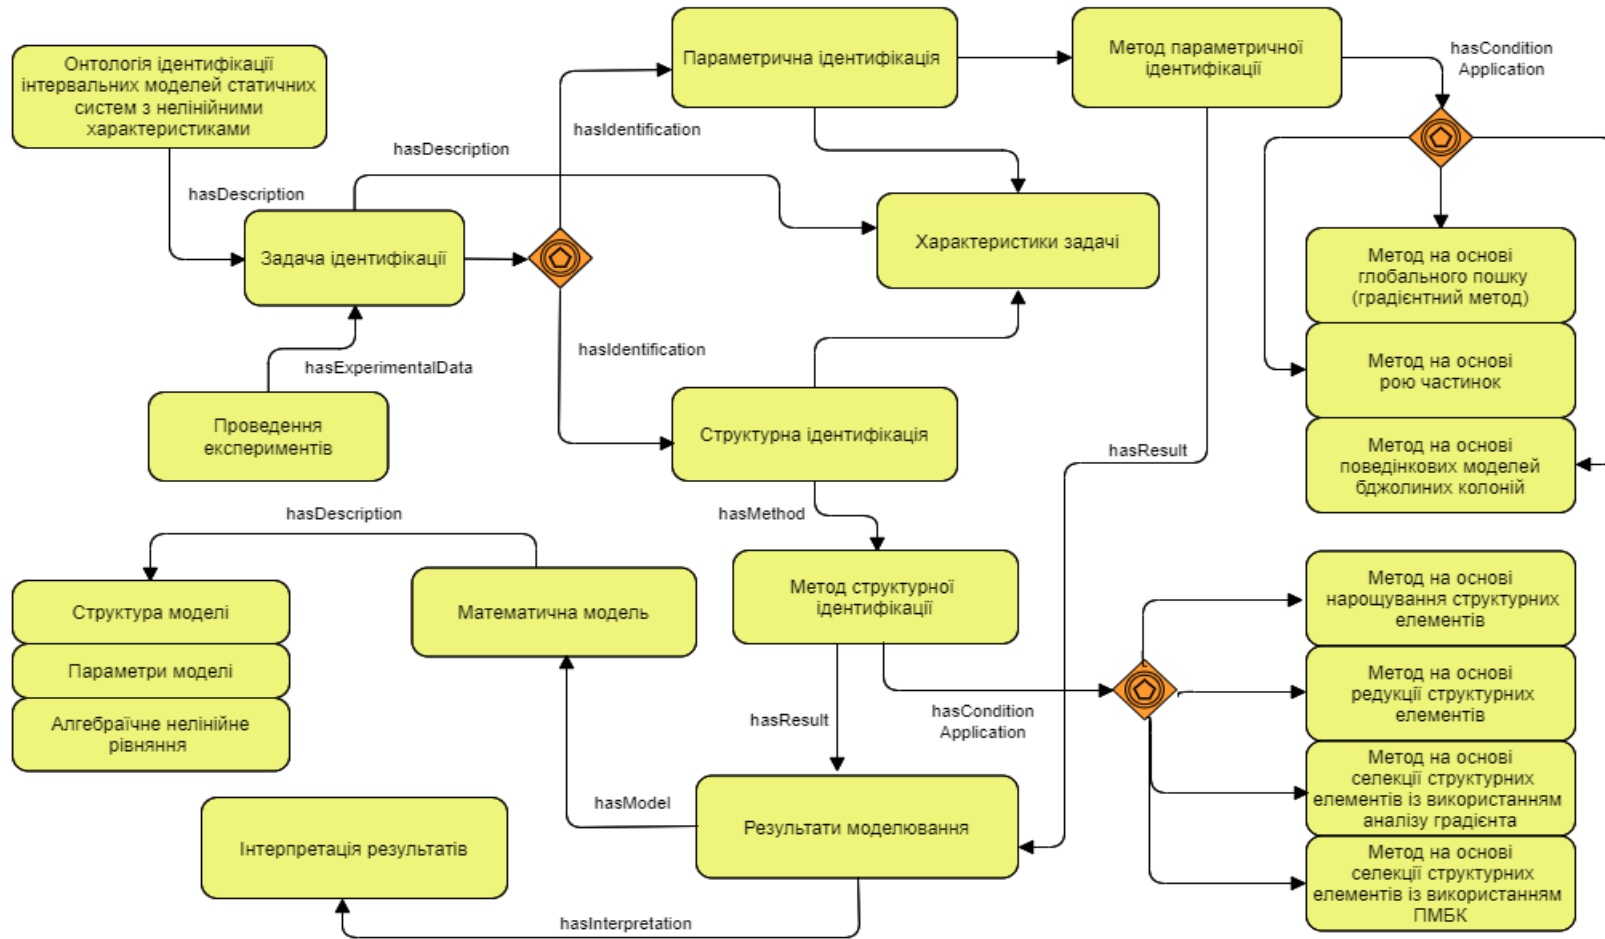 Онтологія ідентифікації
інтервальних моделей статичних
систем з нелінійними
характеристиками
Параметрична ідентифікація
Метод параметричної
ідентифікації
hasCondition
Application
hasIdentification
hasDescription
hasDescription
Задача ідентифікації
Характеристики задачі
Метод на основі
глобального пошку
(градієнтний метод)
hasIdentification
hasExperimentalData
Метод на основі
рою частинок
Проведення
експериментів
Структурна ідентифікація
hasResult
Метод на основі
поведінкових моделей
бджолиних колоній
hasDescription
hasMethod
Структура моделі
Параметри моделі
Алгебраїчне нелінійне
рівняння
Математична модель
Метод структурної
ідентифікації
Метод на основі
нарощування структурних
елементів
Метод на основі
редукції структурних
елементів
hasResult
hasCondition
Application
Метод на основі
селекції структурних
елементів із використанням
аналізу градієнта
hasModel
Результати моделювання
Інтерпретація результатів
Метод на основі
селекції структурних
елементів із використанням
ПМБК
hasInterpretation